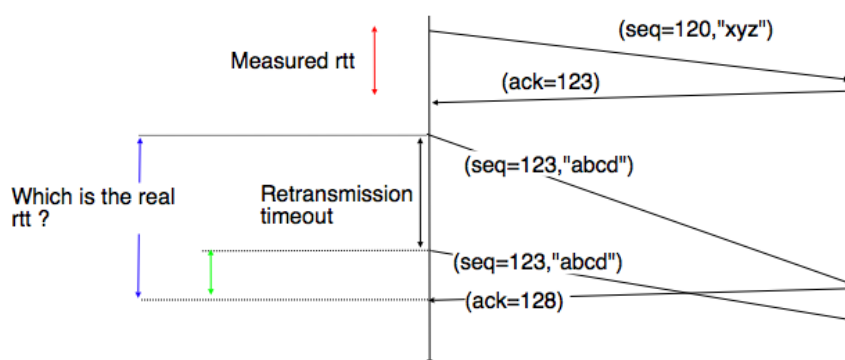 (seq=120,"xyz")
Measured rtt
(ack=123)
(seq=123,"abcd")
Which is the real
rtt ?
Retransmission
timeout
(seq=123,"abcd")
(ack=128)